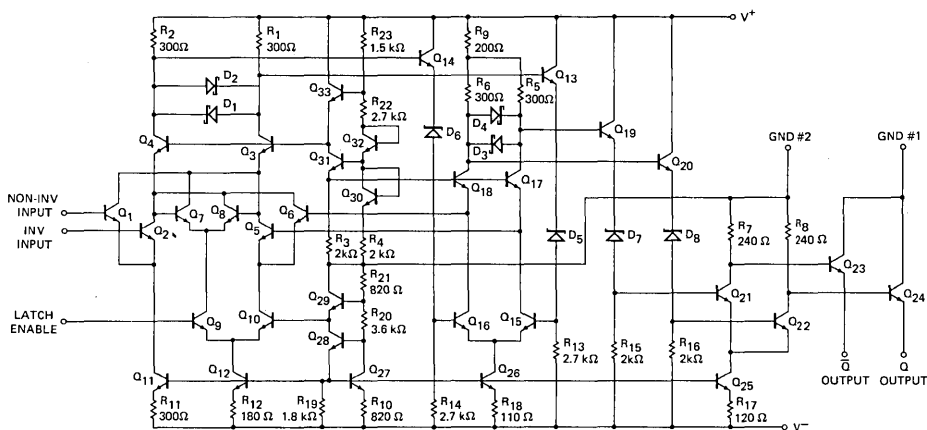 V+
R2
300Ω
R1
300Ω
R23
1.5 kΩ
Q14
R9
200Ω
Q13
D2
D1
Q33
R22
2.7 kΩ
D6
R6
300Ω
R5
300Ω
D4
D3
Q19
Q20
GND #2
GND #1
Q4
Q3
Q32
Q31
Q30
Q18
Q17
NON-INV
INPUT
Q1
Q7
Q8
Q6
INV
INPUT
Q2
Q5
R3
2kΩ
R4
2 kΩ
D5
D7
D8
R7
240 Ω
R8
240 Ω
Q23
Q24
R21
820 Ω
Q29
R20
3.6 kΩ
Q21
Q22
LATCH
ENABLE
Q9
Q10
Q28
Q16
Q15
R13
2.7 kΩ
R15
2kΩ
R16
2kΩ
Q̄
OUTPUT
Q
OUTPUT
Q11
Q12
Q27
Q26
Q25
R11
300Ω
R12
180 Ω
R19
1.8 kΩ
R10
820 Ω
R14
2.7 kΩ
R18
110 Ω
R17
120 Ω
V−